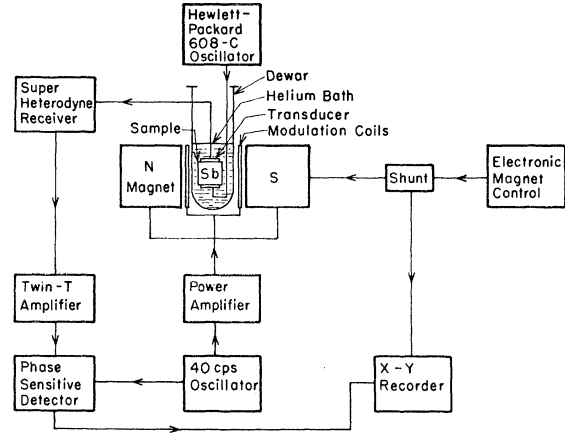 Hewlett-
Packard
608-C
Oscillator
Super
Heterodyne
Receiver
Dewar
Helium Bath
Transducer
Modulation Coils
Sample
N
Magnet
Sb
S
Shunt
Electronic
Magnet
Control
Twin-T
Amplifier
Power
Amplifier
Phase
Sensitive
Detector
40 cps
Oscillator
X-Y
Recorder